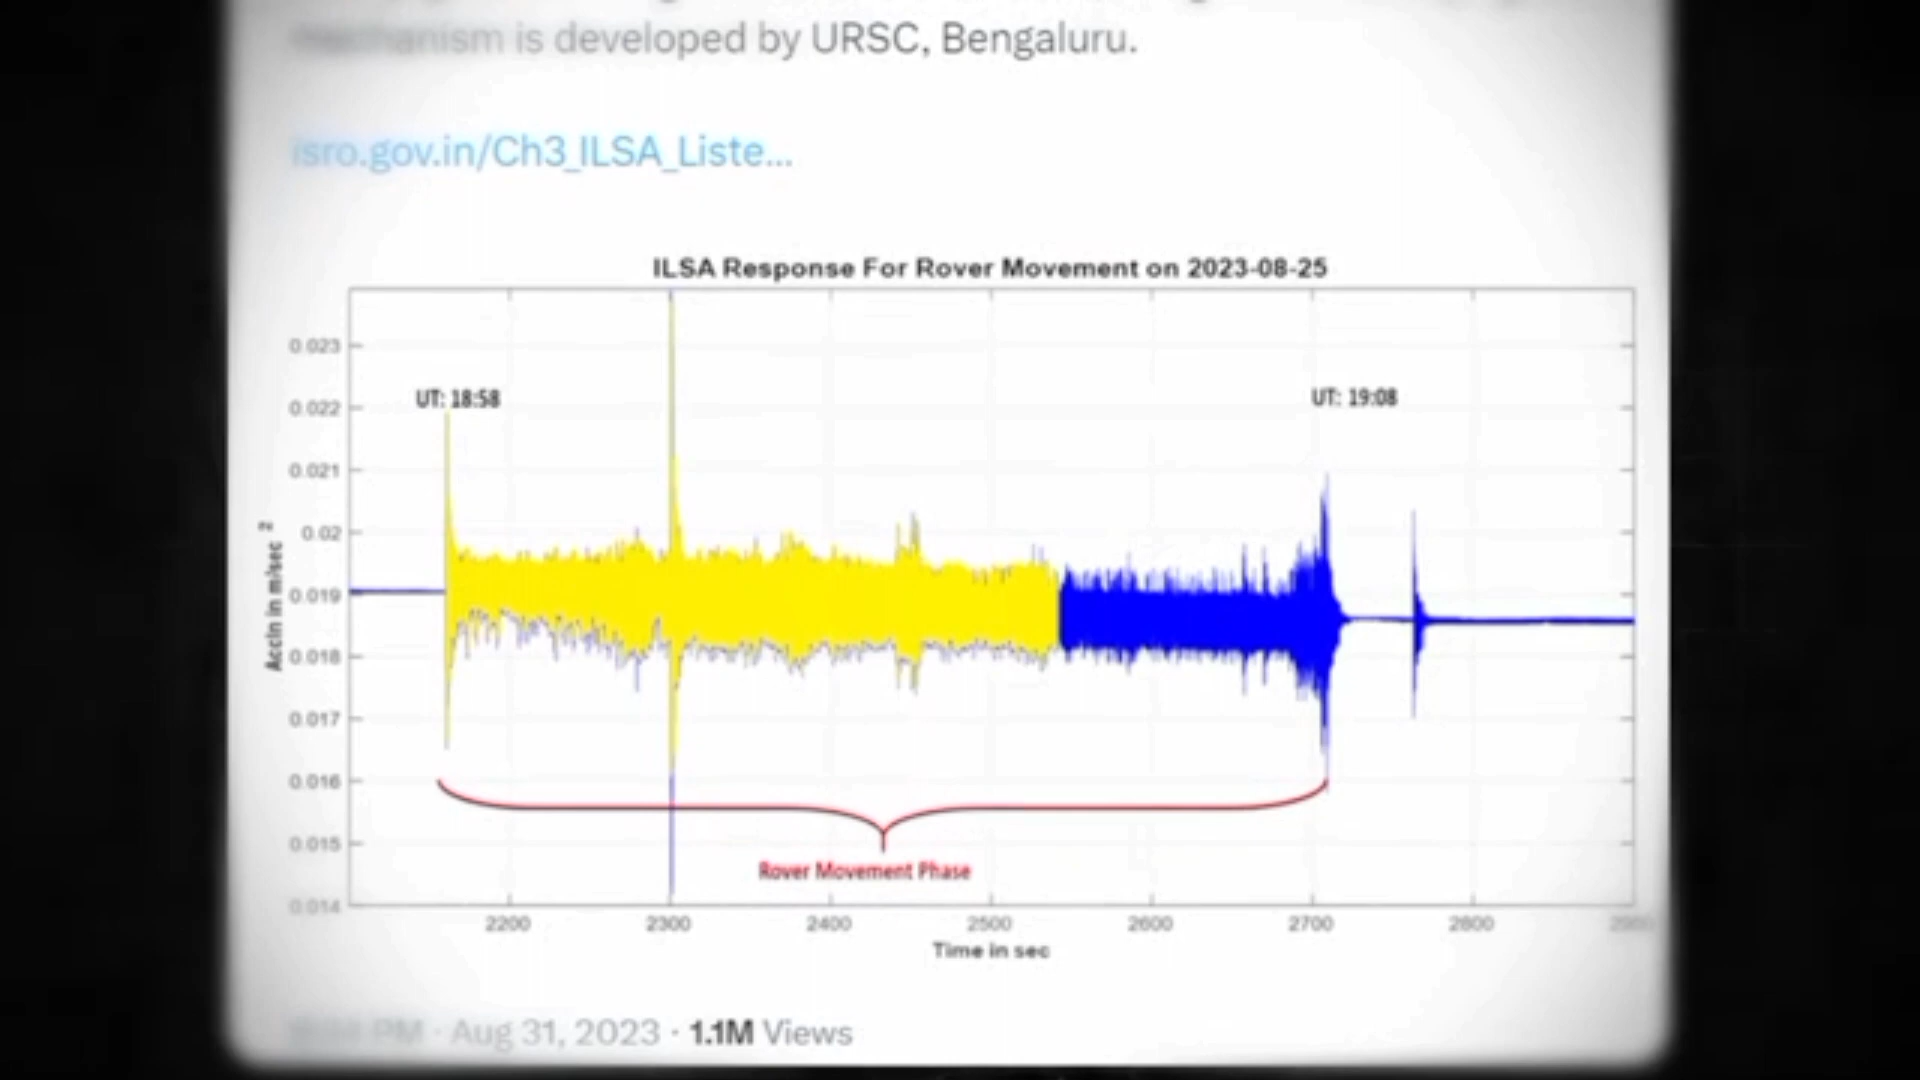 is developed by URSC, Bengaluru.
isro.gov.in/Ch3_ILSA_Liste...
ILSA Response For Rover Movement on 2023-08-25
0.023
UT: 18:58
UT: 19:08
0.022
0.021
0.02
0.019
0.018
0.017
0.016
0.015
0.014
Accln in m/sec 2
Rover Movement Phase
2200 2300 2400 2500 2600 2700 2800 2900
Time in sec
PM · Aug 31, 2023 · 1.1M Views